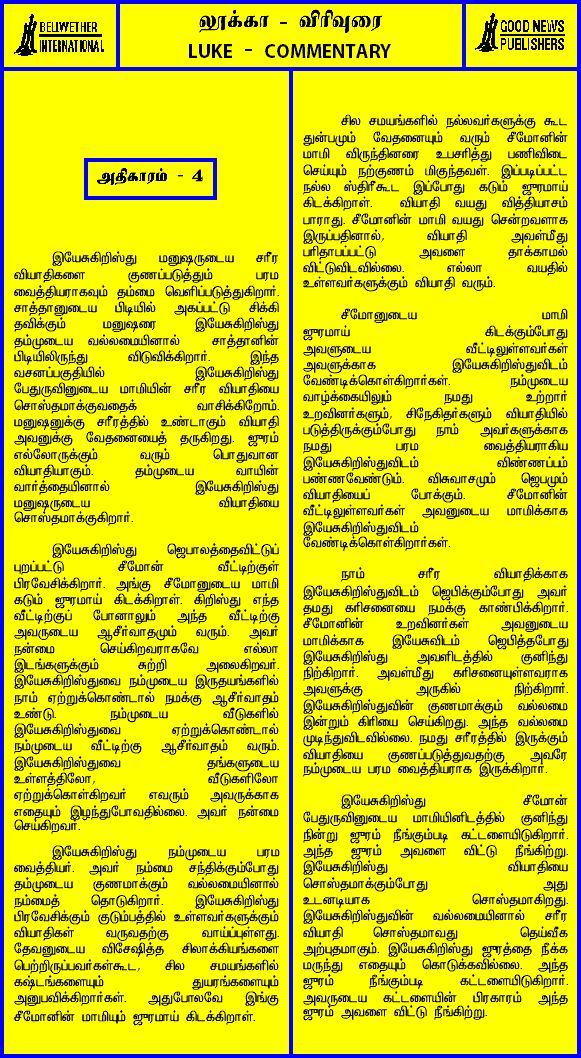 BELLWETHER
INTERNATIONAL
லூக்கா - விரிவுரை
LUKE - COMMENTARY
GOOD NEWS
PUBLISHERS
அதிகாரம் - 4
இயேசுகிறிஸ்து மனுஷருடைய சரீர
வியாதிகளை குணப்படுத்தும் பரம
வைத்தியராகவும் தம்மை வெளிப்படுத்துகிறார்.
சாத்தானுடைய பிடியில் அகப்பட்டு சிக்கி
தவிக்கும் மனுஷரை இயேசுகிறிஸ்து
தம்முடைய வல்லமையினால் சாத்தானின்
பிடியிலிருந்து விடுவிக்கிறார். இந்த
வசனப்பகுதியில் இயேசுகிறிஸ்து
பேதுருவினுடைய மாமியின் சரீர வியாதியை
சொஸ்தமாக்குவதைக் வாசிக்கிறோம்.
மனுஷனுக்கு சரீரத்தில் உண்டாகும் வியாதி
அவனுக்கு வேதனையைத் தருகிறது. ஜுரம்
எல்லோருக்கும் வரும் பொதுவான
வியாதியாகும். தம்முடைய வாயின்
வார்த்தையினால் இயேசுகிறிஸ்து
மனுஷருடைய வியாதியை
சொஸ்தமாக்குகிறார்.
இயேசுகிறிஸ்து ஜெபாலத்தைவிட்டுப்
புறப்பட்டு சீமோன் வீட்டிற்குள்
பிரவேசிக்கிறார். அங்கு சீமோனுடைய மாமி
கடும் ஜுரமாய் கிடக்கிறாள். கிறிஸ்து எந்த
வீட்டிற்குப் போனாலும் அந்த வீட்டிற்கு
அவருடைய ஆசீர்வாதமும் வரும். அவர்
நன்மை செய்கிறவராகவே எல்லா
இடங்களுக்கும் சுற்றி அலைகிறவர்.
இயேசுகிறிஸ்துவை நம்முடைய இருதயங்களில்
நாம் ஏற்றுக்கொண்டால் நமக்கு ஆசீர்வாதம்
உண்டு. நம்முடைய வீடுகளில்
இயேசுகிறிஸ்துவை ஏற்றுக்கொண்டால்
நம்முடைய வீட்டிற்கு ஆசீர்வாதம் வரும்.
இயேசுகிறிஸ்துவை தங்களுடைய
உள்ளத்திலோ, வீடுகளிலோ
ஏற்றுக்கொள்கிறவர் எவரும் அவருக்காக
எதையும் இழந்துபோவதில்லை. அவர் நன்மை
செய்கிறவர்.
இயேசுகிறிஸ்து நம்முடைய பரம
வைத்தியர். அவர் நம்மை சந்திக்கும்போது
தம்முடைய குணமாக்கும் வல்லமையினால்
நம்மைத் தொடுகிறார். இயேசுகிறிஸ்து
பிரவேசிக்கும் குடும்பத்தில் உள்ளவர்களுக்கும்
வியாதிகள் வருவதற்கு வாய்ப்புள்ளது.
தேவனுடைய விசேஷித்த சிலாக்கியங்களை
பெற்றிருப்பவர்கள்கூட, சில சமயங்களில்
கஷ்டங்களையும் துயரங்களையும்
அனுபவிக்கிறார்கள். அதுபோலவே இங்கு
சீமோனின் மாமியும் ஜுரமாய் கிடக்கிறாள்.
சில சமயங்களில் நல்லவர்களுக்கு கூட
துன்பமும் வேதனையும் வரும் சீமோனின்
மாமி விருந்தினரை உபசரித்து பணிவிடை
செய்யும் நற்குணம் மிகுந்தவள். இப்படிப்பட்ட
நல்ல ஸ்திரீகூட இப்போது கடும் ஜுரமாய்
கிடக்கிறாள். வியாதி வயது வித்தியாசம்
பாராது. சீமோனின் மாமி வயது சென்றவளாக
இருப்பதினால், வியாதி அவள்மீது
பரிதாபப்பட்டு அவளை தாக்காமல்
விட்டுவிடவில்லை. எல்லா வயதில்
உள்ளவர்களுக்கும் வியாதி வரும்.
சீமோனுடைய மாமி
ஜுரமாய் கிடக்கும்போது
அவளுடைய வீட்டிலுள்ளவர்கள்
அவளுக்காக இயேசுகிறிஸ்துவிடம்
வேண்டிக்கொள்கிறார்கள். நம்முடைய
வாழ்க்கையிலும் நமது உற்றார்
உறவினர்களும், சிநேகிதர்களும் வியாதியில்
படுத்திருக்கும்போது நாம் அவர்களுக்காக
நமது பரம வைத்தியராகிய
இயேசுகிறிஸ்துவிடம் விண்ணப்பம்
பண்ணவேண்டும். விசுவாசமும் ஜெபமும்
வியாதியைப் போக்கும். சீமோனின்
வீட்டிலுள்ளவர்கள் அவனுடைய மாமிக்காக
இயேசுகிறிஸ்துவிடம்
வேண்டிக்கொள்கிறார்கள்.
நாம் சரீர வியாதிக்காக
இயேசுகிறிஸ்துவிடம் ஜெபிக்கும்போது அவர்
தமது கரிசனையை நமக்கு காண்பிக்கிறார்.
சீமோனின் உறவினர்கள் அவனுடைய
மாமிக்காக இயேசுவிடம் ஜெபித்தபோது
இயேசுகிறிஸ்து அவளிடத்தில் குனிந்து
நிற்கிறார். அவள்மீது கரிசனையுள்ளவராக
அவளுக்கு அருகில் நிற்கிறார்.
இயேசுகிறிஸ்துவின் குணமாக்கும் வல்லமை
இன்றும் கிரியை செய்கிறது. அந்த வல்லமை
முடிந்துவிடவில்லை. நமது சரீரத்தில் இருக்கும்
வியாதியை குணப்படுத்துவதற்கு அவரே
நம்முடைய பரம வைத்தியராக இருக்கிறார்.
இயேசுகிறிஸ்து சீமோன்
பேதுருவினுடைய மாமியினிடத்தில் குனிந்து
நின்று ஜுரம் நீங்கும்படி கட்டளையிடுகிறார்.
அந்த ஜுரம் அவளை விட்டு நீங்கிற்று.
இயேசுகிறிஸ்து வியாதியை
சொஸ்தமாக்கும்போது அது
உடனடியாக சொஸ்தமாகிறது.
இயேசுகிறிஸ்துவின் வல்லமையினால் சரீர
வியாதி சொஸ்தமாவது தெய்வீக
அற்புதமாகும். இயேசுகிறிஸ்து ஜுரத்தை நீக்க
மருந்து எதையும் கொடுக்கவில்லை. அந்த
ஜுரம் நீங்கும்படி கட்டளையிடுகிறார்.
அவருடைய கட்டளையின் பிரகாரம் அந்த
ஜுரம் அவளை விட்டு நீங்கிற்று.